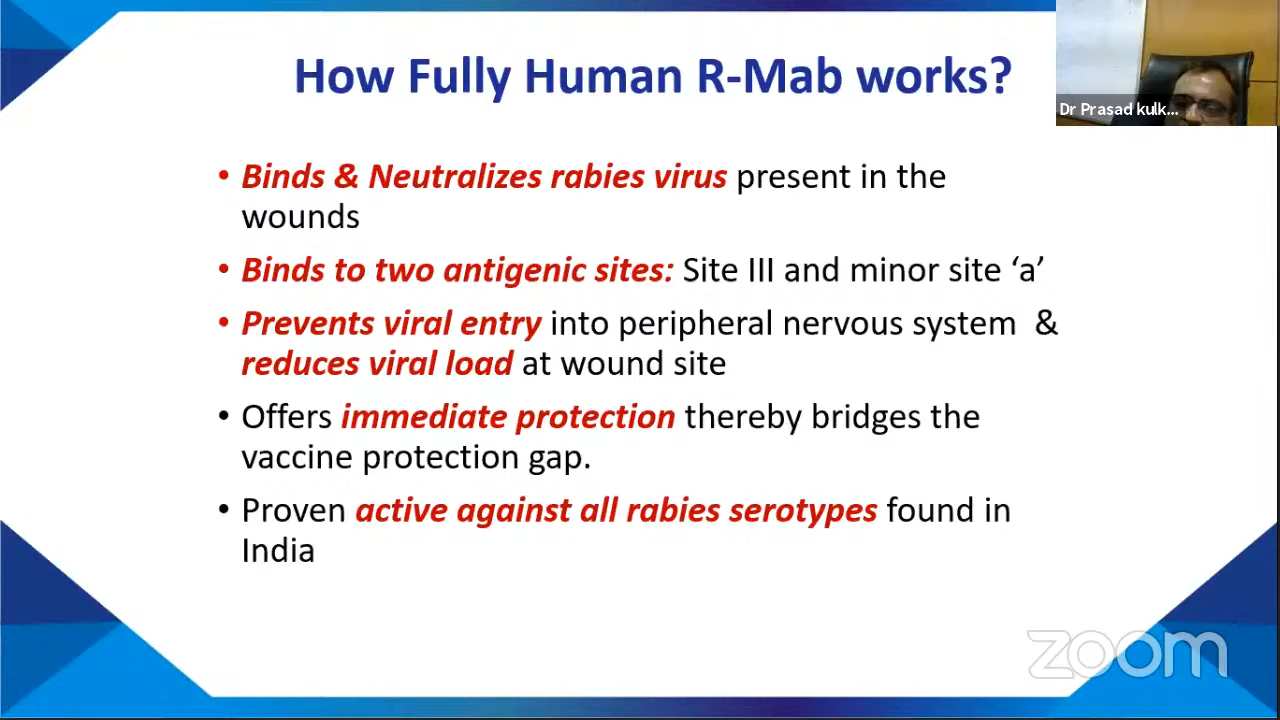 How Fully Human R-Mab works?
Dr Prasad kulk...
• Binds & Neutralizes rabies virus present in the
wounds
• Binds to two antigenic sites: Site III and minor site ‘a’
• Prevents viral entry into peripheral nervous system &
reduces viral load at wound site
• Offers immediate protection thereby bridges the
vaccine protection gap.
• Proven active against all rabies serotypes found in
India
zoom